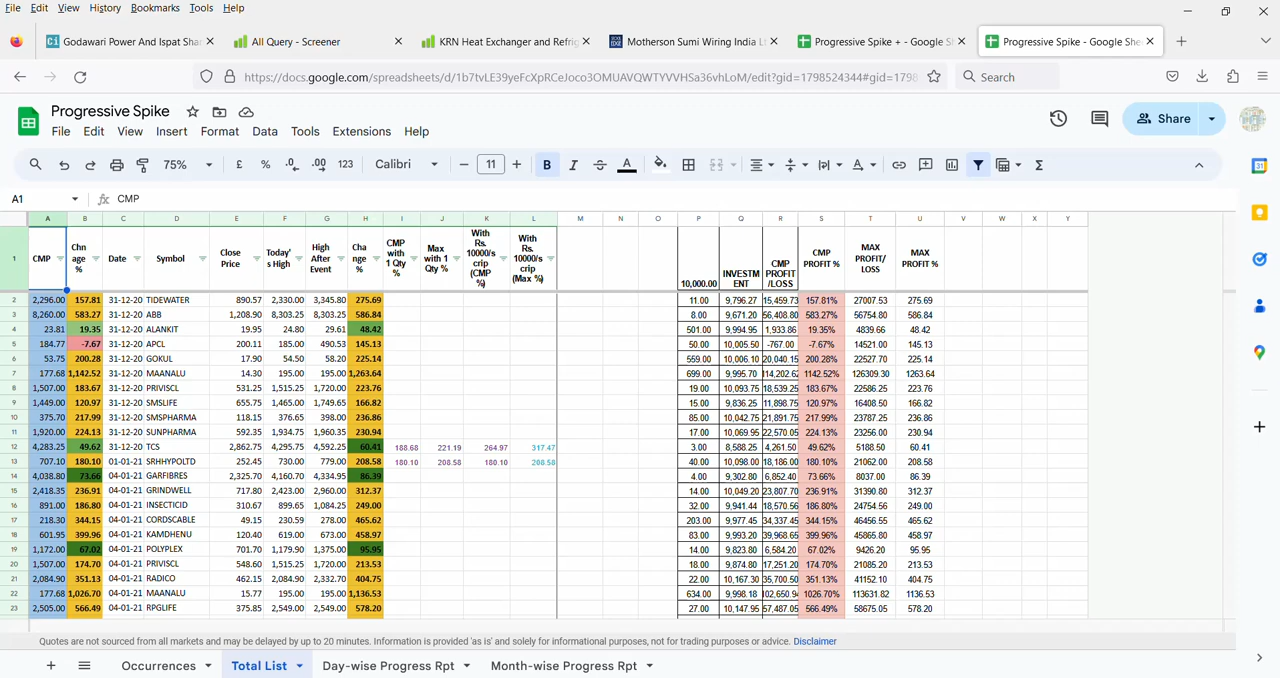 File Edit View History Bookmarks Tools Help
Godawari Power And Ispat Shar
All Query - Screener
KRN Heat Exchanger and Refrig
Motherson Sumi Wiring India Lt
Progressive Spike + - Google Sh
Progressive Spike - Google She
https://docs.google.com/spreadsheets/d/1b7tvLE39yeFcXpRCeJoco3OMUAVQWTYVVHSa36vhLoM/edit?gid=1798524344#gid=1798 Search
Progressive Spike
File Edit View Insert Format Data Tools Extensions Help
Share
75% £ % .0 .00 123 Calibri 11 B I A
A1 fx CMP
A B C D E F G H I J K L M N O P Q R S T U V W X Y
1 CMP Chn age % Date Symbol Close Price Today' s High High After Event Cha nge % CMP with 1 Qty % Max with 1 Qty % With Rs. 10000/s crip (CMP %) With Rs. 10000/s crip (Max %) 10,000.00 INVESTM ENT CMP PROFIT /LOSS CMP PROFIT % MAX PROFIT/ LOSS MAX PROFIT %
2 2,296.00 157.81 31-12-20 TIDEWATER 890.57 2,330.00 3,345.80 275.69 11.00 9,796.27 15,459.73 157.81% 27007.53 275.69
3 8,260.00 583.27 31-12-20 ABB 1,208.90 8,303.25 8,303.25 586.84 8.00 9,671.20 56,408.80 583.27% 56754.80 586.84
4 23.81 19.35 31-12-20 ALANKIT 19.95 24.80 29.61 48.42 501.00 9,994.95 1,933.86 19.35% 4839.66 48.42
5 184.77 -7.67 31-12-20 APCL 200.11 185.00 490.53 145.13 50.00 10,005.50 -767.00 -7.67% 14521.00 145.13
6 53.75 200.28 31-12-20 GOKUL 17.90 54.50 58.20 225.14 559.00 10,006.10 20,040.15 200.28% 22527.70 225.14
7 177.68 1,142.52 31-12-20 MAANALU 14.30 195.00 195.00 1,263.64 699.00 9,995.70 114,202.62 1142.52% 126309.30 1263.64
8 1,507.00 183.67 31-12-20 PRIVISCL 531.25 1,515.25 1,720.00 223.76 19.00 10,093.75 18,539.25 183.67% 22586.25 223.76
9 1,449.00 120.97 31-12-20 SMSLIFE 655.75 1,465.00 1,749.65 166.82 15.00 9,836.25 11,898.75 120.97% 16408.50 166.82
10 375.70 217.99 31-12-20 SMSPHARMA 118.15 376.65 398.00 236.86 85.00 10,042.75 21,891.75 217.99% 23787.25 236.86
11 1,920.00 224.13 31-12-20 SUNPHARMA 592.35 1,934.75 1,960.35 230.94 17.00 10,069.95 22,570.05 224.13% 23256.00 230.94
12 4,283.25 49.62 31-12-20 TCS 2,862.75 4,295.75 4,592.25 60.41 188.68 221.19 264.97 317.47 3.00 8,588.25 4,261.50 49.62% 5188.50 60.41
13 707.10 180.10 01-01-21 SRHHYPOLTD 252.45 730.00 779.00 208.58 180.10 208.58 180.10 208.58 40.00 10,098.00 18,186.00 180.10% 21062.00 208.58
14 4,038.80 73.66 04-01-21 GARFIBRES 2,325.70 4,160.70 4,334.95 86.39 4.00 9,302.80 6,852.40 73.66% 8037.00 86.39
15 2,418.35 236.91 04-01-21 GRINDWELL 717.80 2,423.00 2,960.00 312.37 14.00 10,049.20 23,807.70 236.91% 31390.80 312.37
16 891.00 186.80 04-01-21 INSECTICID 310.67 899.65 1,084.25 249.00 32.00 9,941.44 18,570.56 186.80% 24754.56 249.00
17 218.30 344.15 04-01-21 CORDSCABLE 49.15 230.59 278.00 465.62 203.00 9,977.45 34,337.45 344.15% 46456.55 465.62
18 601.95 399.96 04-01-21 KAMDHENU 120.40 619.00 673.00 458.97 83.00 9,993.20 39,968.65 399.96% 45865.80 458.97
19 1,172.00 67.02 04-01-21 POLYPLEX 701.70 1,179.90 1,375.00 95.95 14.00 9,823.80 6,584.20 67.02% 9426.20 95.95
20 1,507.00 174.70 04-01-21 PRIVISCL 548.60 1,515.25 1,720.00 213.53 18.00 9,874.80 17,251.20 174.70% 21085.20 213.53
21 2,084.90 351.13 04-01-21 RADICO 462.15 2,084.90 2,332.70 404.75 22.00 10,167.30 35,700.50 351.13% 41152.10 404.75
22 177.68 1,026.70 04-01-21 MAANALU 15.77 195.00 195.00 1,136.53 634.00 9,998.18 102,650.94 1026.70% 113631.82 1136.53
23 2,505.00 566.49 04-01-21 RPGLIFE 375.85 2,549.00 2,549.00 578.20 27.00 10,147.95 57,487.05 566.49% 58675.05 578.20
Quotes are not sourced from all markets and may be delayed by up to 20 minutes. Information is provided 'as is' and solely for informational purposes, not for trading purposes or advice. Disclaimer
Occurrences Total List Day-wise Progress Rpt Month-wise Progress Rpt